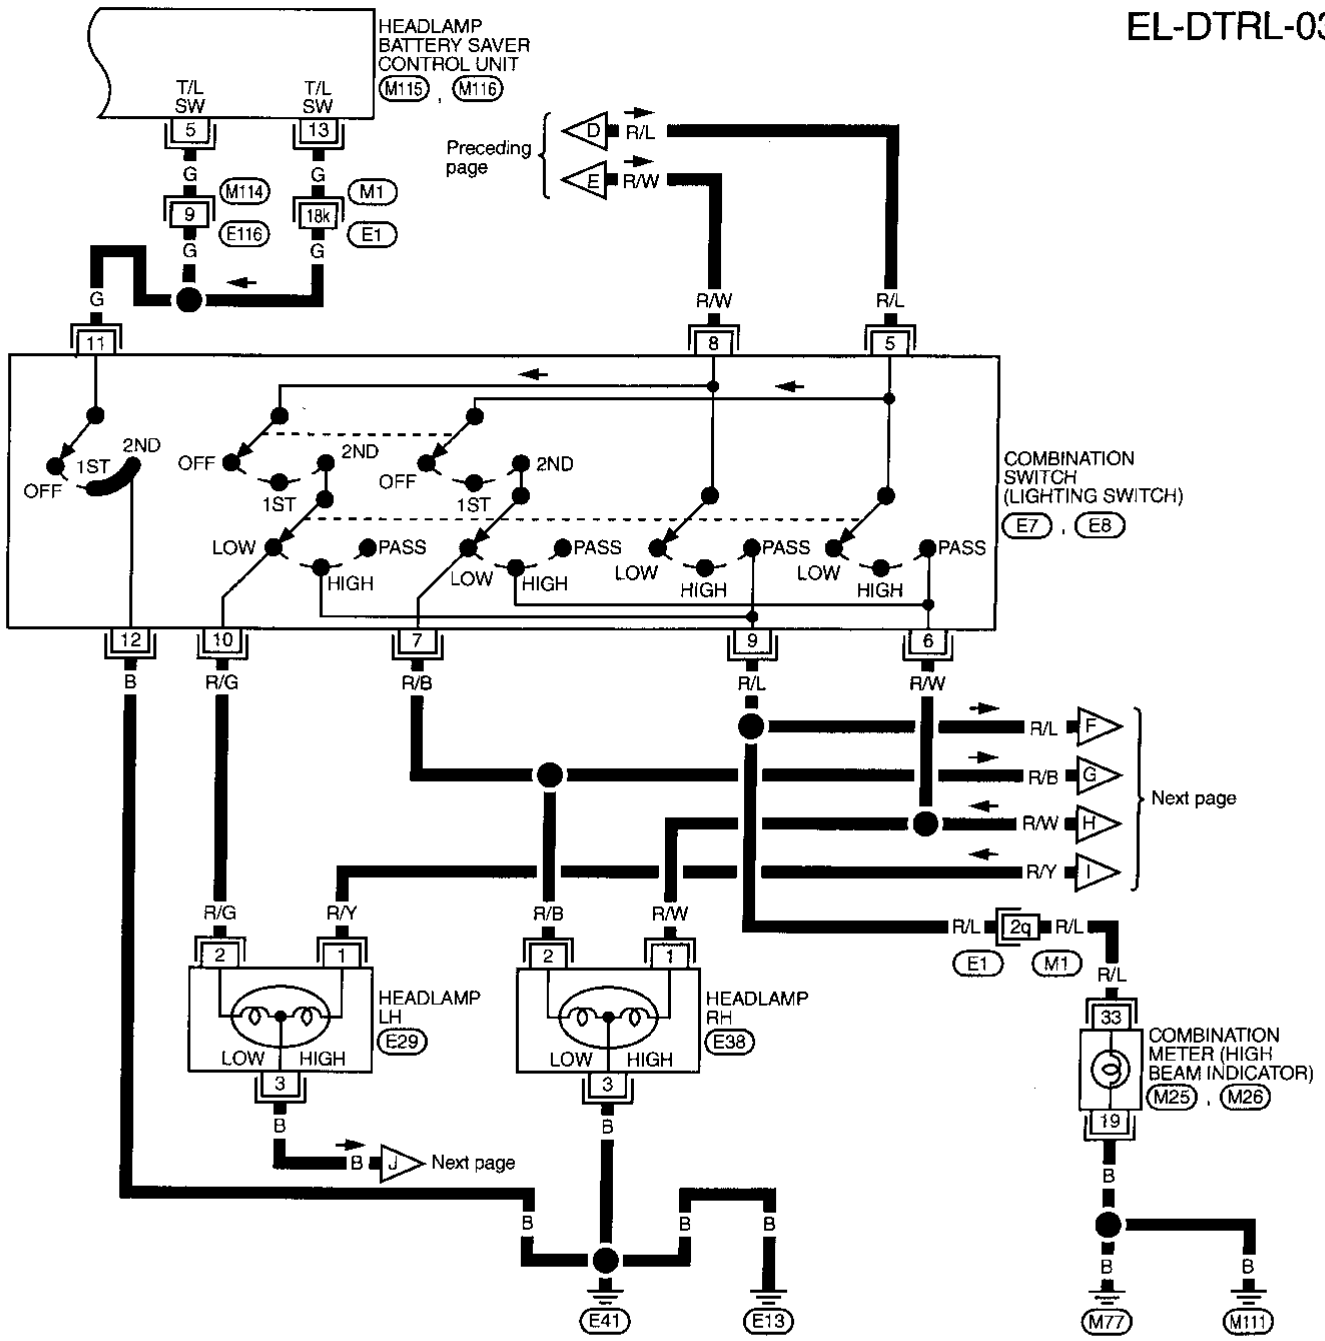 EL-DTRL-03
HEADLAMP
BATTERY SAVER
CONTROL UNIT
M115 , M116
T/L SW T/L SW
5 13
Preceding
page
D R/L
E R/W
G G
M114 M1
9 18k
E116 E1
G G
G R/W R/L
11 8 5
OFF 1ST 2ND
OFF 1ST 2ND
OFF 1ST 2ND
COMBINATION
SWITCH
(LIGHTING SWITCH)
E7 , E8
LOW HIGH PASS
LOW HIGH PASS
LOW HIGH PASS
LOW HIGH PASS
12 10 7 9 6
B R/G R/B R/L R/W
R/L F
R/B G
R/W H
R/Y I
Next page
R/G R/Y R/B R/W
R/L 2q R/L
E1 M1
2 1 2 1
R/L
HEADLAMP
LH
E29
HEADLAMP
RH
E38
33
LOW HIGH LOW HIGH
COMBINATION
METER (HIGH
BEAM INDICATOR)
M25 , M26
3 3
19
B B
B J Next page
B
B B B
B B
E41 E13 M77 M111